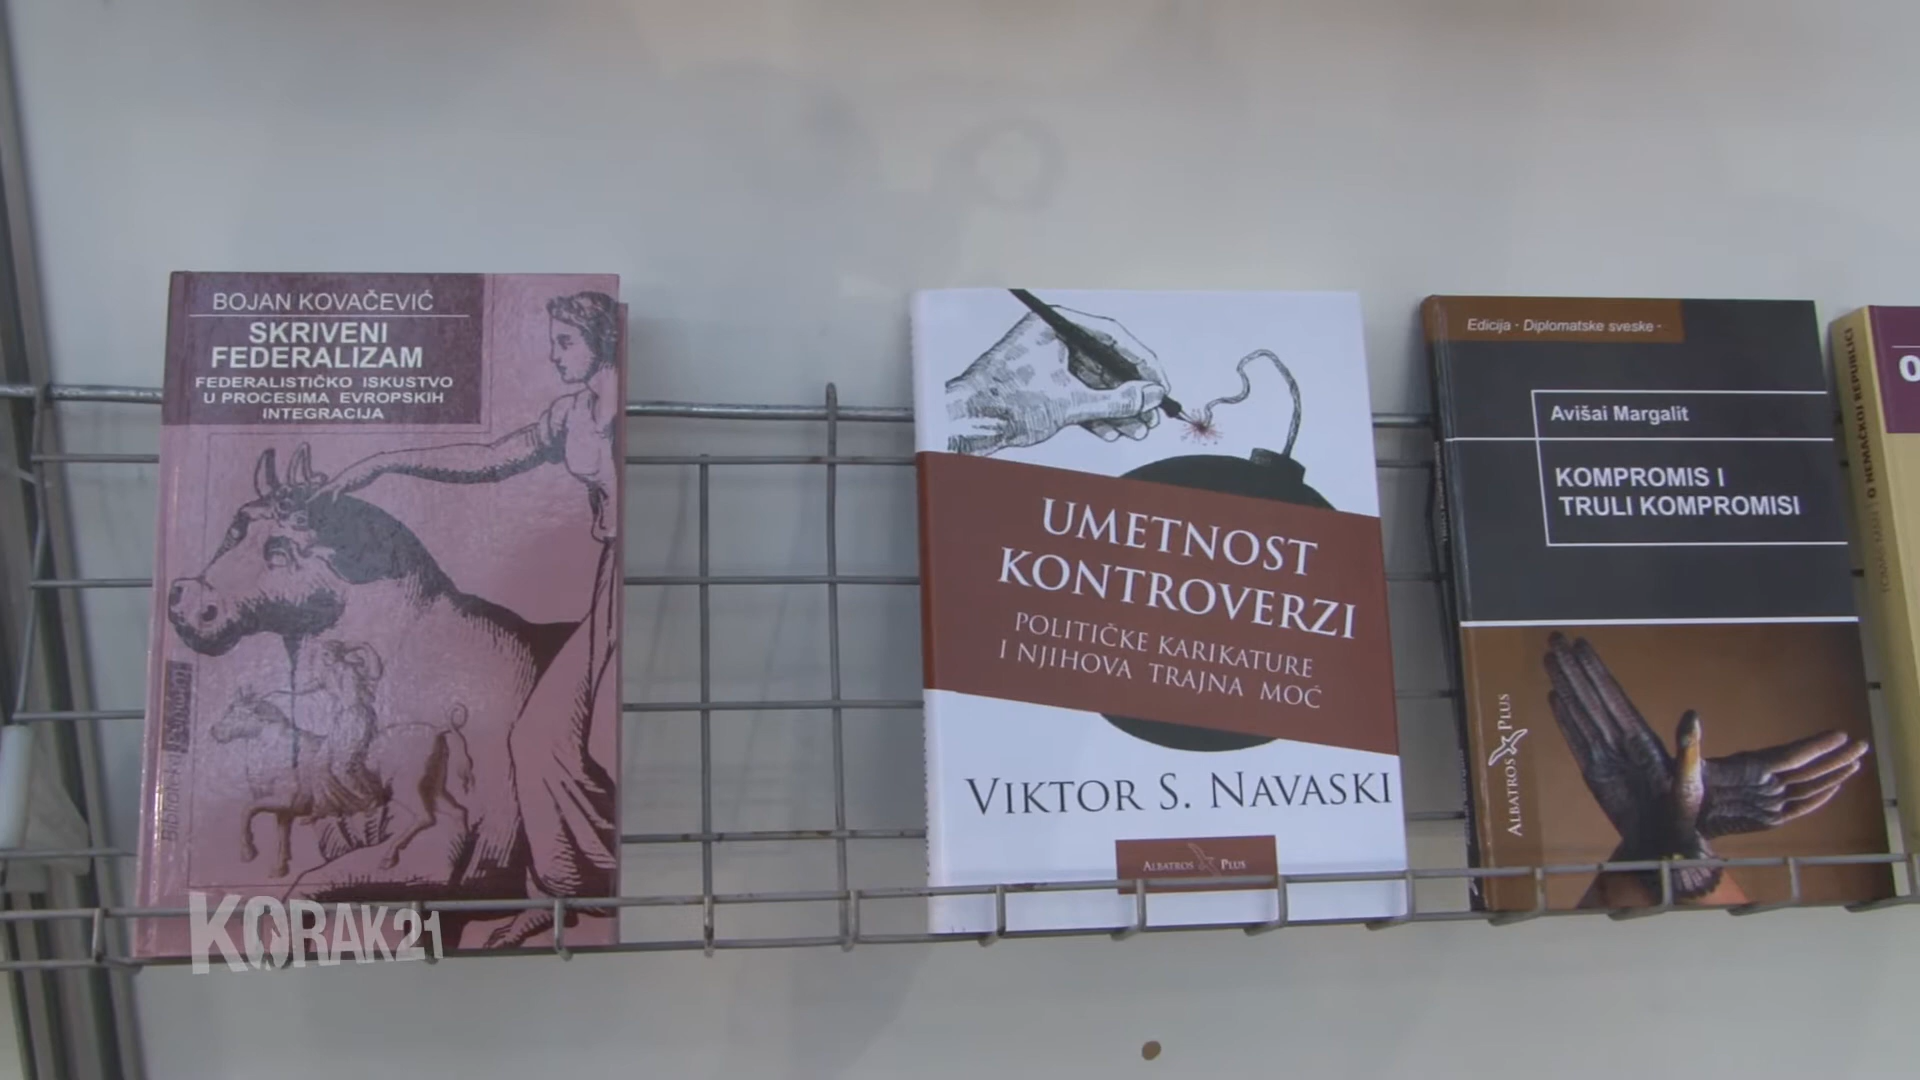 BOJAN KOVAČEVIĆ
SKRIVENI
FEDERALIZAM
FEDERALISTIČKO ISKUSTVO
U PROCESIMA EVROPSKIH
INTEGRACIJA
Biblioteka
KORAK21
UMETNOST
KONTROVERZI
POLITIČKE KARIKATURE
I NJIHOVA TRAJNA MOĆ
VIKTOR S. NAVASKI
ALBATROS PLUS
Edicija · Diplomatske sveske ·
Avišai Margalit
KOMPROMIS I
TRULI KOMPROMISI
ALBATROS PLUS
O NEMAČKOJ REPUBLICI
O